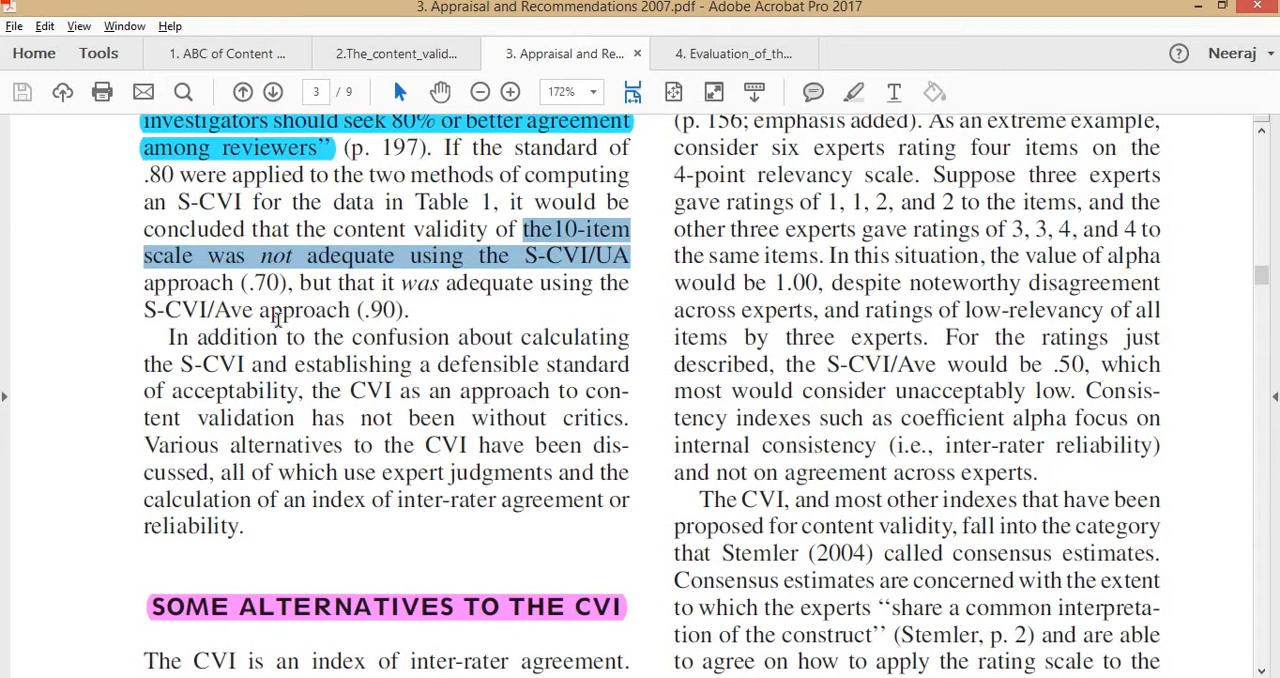 3. Appraisal and Recommendations 2007.pdf - Adobe Acrobat Pro 2017
File Edit View Window Help
Home Tools 1. ABC of Content ... 2.The_content_valid... 3. Appraisal and Re... × 4. Evaluation_of_th... Neeraj
3 / 9 172%
investigators should seek 80% or better agreement
among reviewers’’ (p. 197). If the standard of
.80 were applied to the two methods of computing
an S-CVI for the data in Table 1, it would be
concluded that the content validity of the10-item
scale was not adequate using the S-CVI/UA
approach (.70), but that it was adequate using the
S-CVI/Ave approach (.90).
In addition to the confusion about calculating
the S-CVI and establishing a defensible standard
of acceptability, the CVI as an approach to con-
tent validation has not been without critics.
Various alternatives to the CVI have been dis-
cussed, all of which use expert judgments and the
calculation of an index of inter-rater agreement or
reliability.
SOME ALTERNATIVES TO THE CVI
The CVI is an index of inter-rater agreement.
(p. 156; emphasis added). As an extreme example,
consider six experts rating four items on the
4-point relevancy scale. Suppose three experts
gave ratings of 1, 1, 2, and 2 to the items, and the
other three experts gave ratings of 3, 3, 4, and 4 to
the same items. In this situation, the value of alpha
would be 1.00, despite noteworthy disagreement
across experts, and ratings of low-relevancy of all
items by three experts. For the ratings just
described, the S-CVI/Ave would be .50, which
most would consider unacceptably low. Consis-
tency indexes such as coefficient alpha focus on
internal consistency (i.e., inter-rater reliability)
and not on agreement across experts.
The CVI, and most other indexes that have been
proposed for content validity, fall into the category
that Stemler (2004) called consensus estimates.
Consensus estimates are concerned with the extent
to which the experts ‘‘share a common interpreta-
tion of the construct’’ (Stemler, p. 2) and are able
to agree on how to apply the rating scale to the